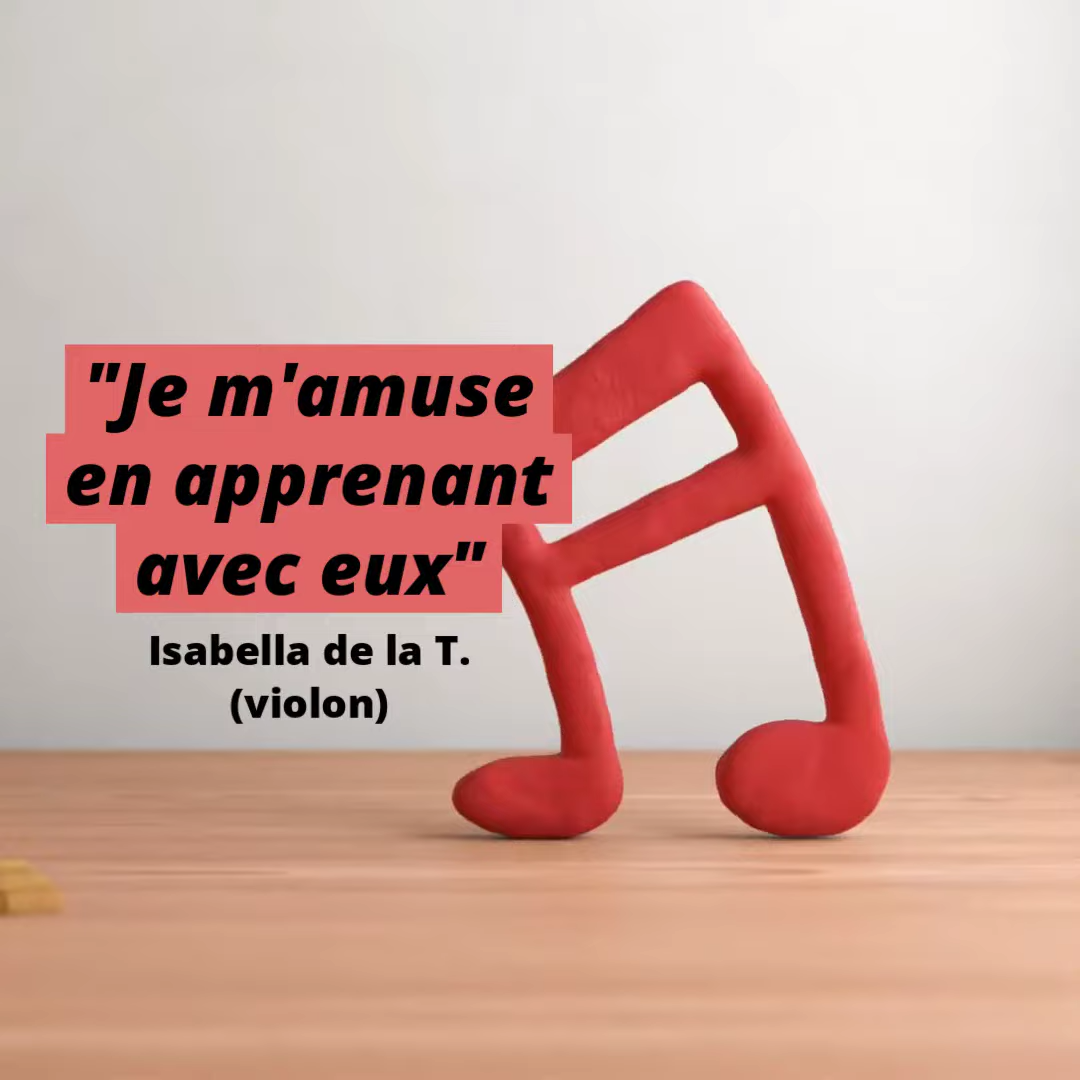 "Je m'amuse
en apprenant
avec eux"
Isabella de la T.
(violon)